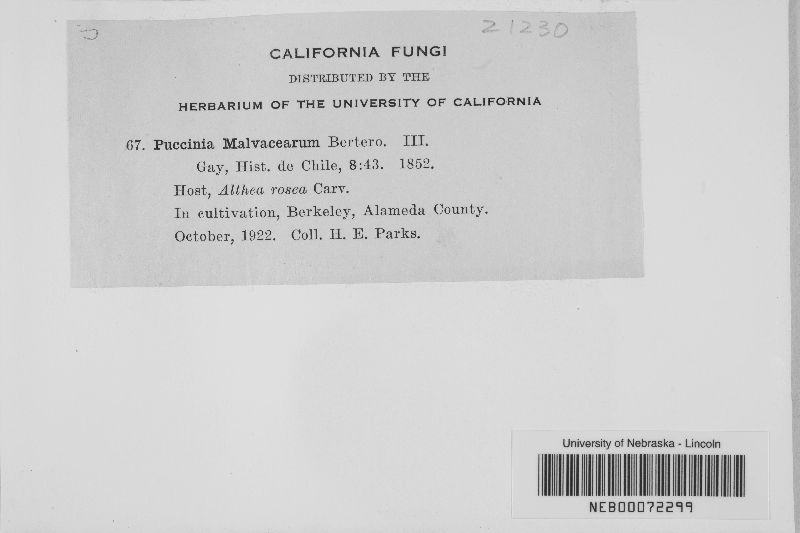 21230
CALIFORNIA FUNGI
DISTRIBUTED BY THE
HERBARIUM OF THE UNIVERSITY OF CALIFORNIA
67. Puccinia Malvacearum Bertero. III.
Gay, Hist. de Chile, 8:43. 1852.
Host, Althea rosea Carv.
In cultivation, Berkeley, Alameda County.
October, 1922. Coll. H. E. Parks.
University of Nebraska - Lincoln
NEB00072299